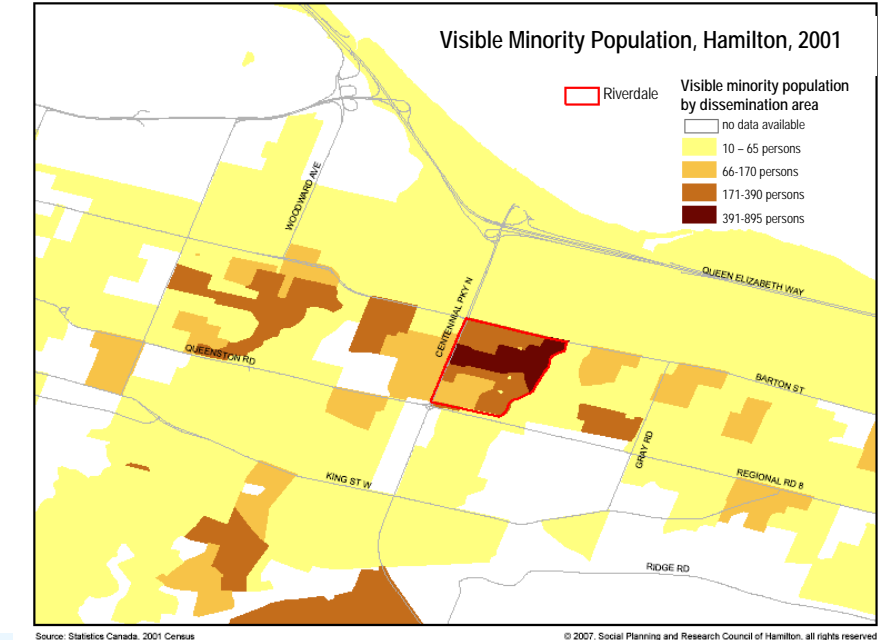 Visible Minority Population, Hamilton, 2001
Riverdale
Visible minority population
by dissemination area
no data available
10 – 65 persons
66-170 persons
171-390 persons
391-895 persons
WOODWARD AVE
CENTENNIAL PKY N
QUEEN ELIZABETH WAY
QUEENSTON RD
BARTON ST
GRAY RD
KING ST W
REGIONAL RD 8
RIDGE RD
Source: Statistics Canada, 2001 Census
© 2007, Social Planning and Research Council of Hamilton, all rights reserved